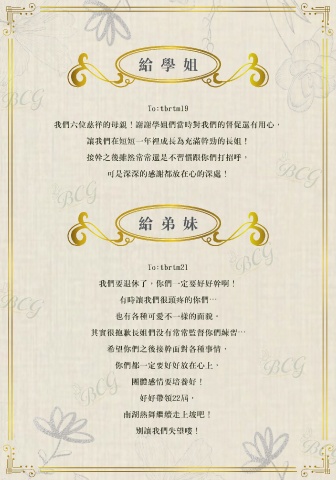 給學姐
To:tbrtm19
我們六位慈祥的母親！謝謝學姐們當時對我們的督促還有用心，
讓我們在短短一年裡成長為充滿幹勁的長姐！
接幹之後雖然常常還是不習慣跟你們打招呼，
可是深深的感謝都放在心的深處！
給弟妹
To:tbrtm21
我們要退休了，你們一定要好好幹啊！
有時讓我們很頭疼的你們…
也有各種可愛不一樣的面貌，
其實很抱歉長姐們沒有常常監督你們練習…
希望你們之後接幹面對各種事情，
你們都一定要好好放在心上，
團體感情要培養好！
好好帶領22屆，
南湖熱舞繼續走上坡吧！
別讓我們失望嘍！
BCG
BCG
BCG
BCG
BCG
BCG